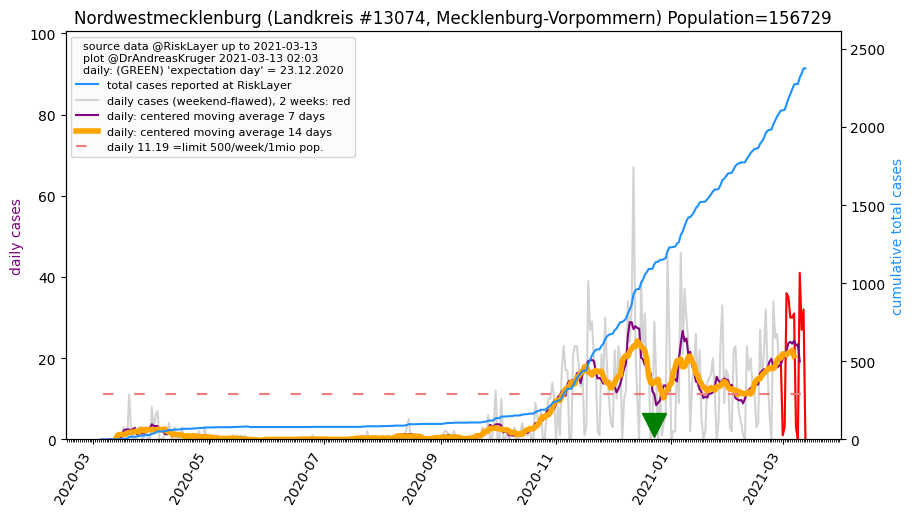 Nordwestmecklenburg (Landkreis #13074, Mecklenburg-Vorpommern) Population=156729
source data @RiskLayer up to 2021-03-13
plot @DrAndreasKruger 2021-03-13 02:03
daily: (GREEN) 'expectation day' = 23.12.2020
total cases reported at RiskLayer
daily cases (weekend-flawed), 2 weeks: red
daily: centered moving average 7 days
daily: centered moving average 14 days
daily 11.19 =limit 500/week/1mio pop.
daily cases
100
80
60
40
20
0
cumulative total cases
2500
2000
1500
1000
500
0
2020-03
2020-05
2020-07
2020-09
2020-11
2021-01
2021-03